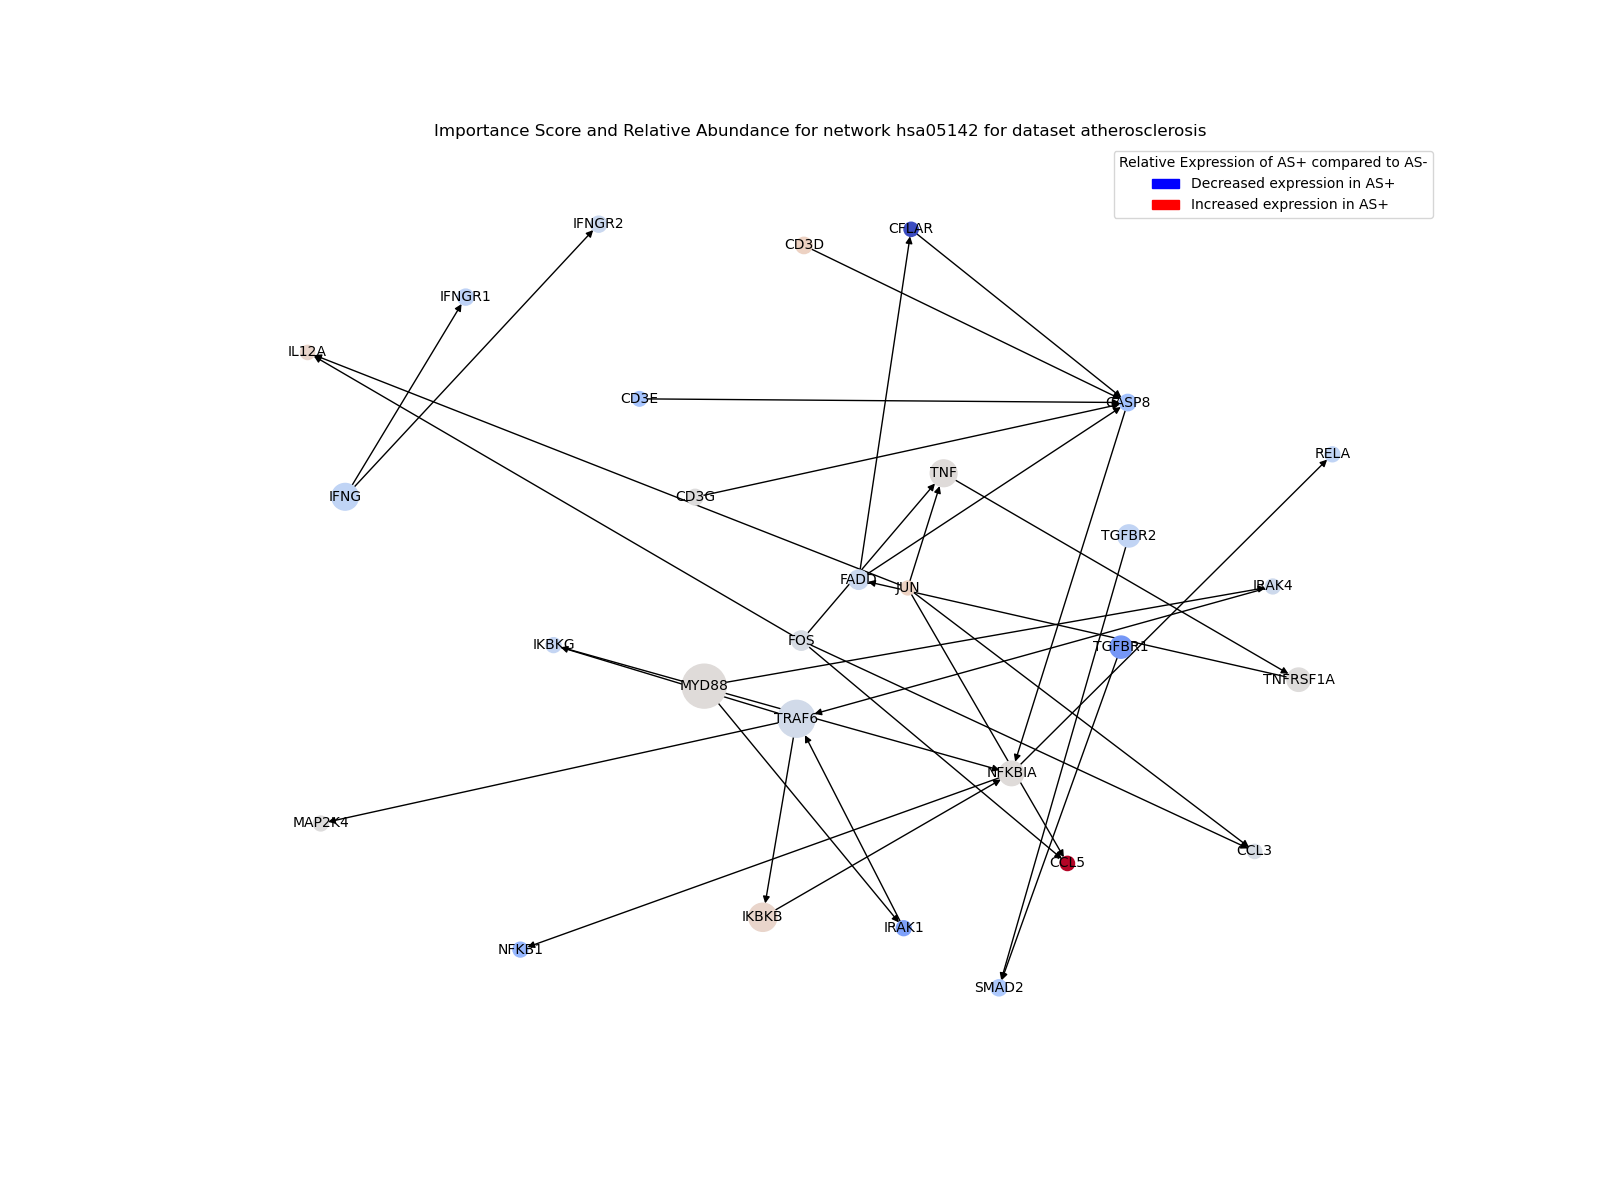 Importance Score and Relative Abundance for network hsa05142 for dataset atherosclerosis
Relative Expression of AS+ compared to AS-
Decreased expression in AS+
Increased expression in AS+
IFNGR2
CD3D
CFLAR
IFNGR1
IL12A
CD3E
CASP8
RELA
TNF
IFNG
CD3G
TGFBR2
FADD
JUN
IRAK4
FOS
IKBKG
TGFBR1
TNFRSF1A
MYD88
TRAF6
NFKBIA
MAP2K4
CCL3
CCL5
IKBKB
IRAK1
NFKB1
SMAD2